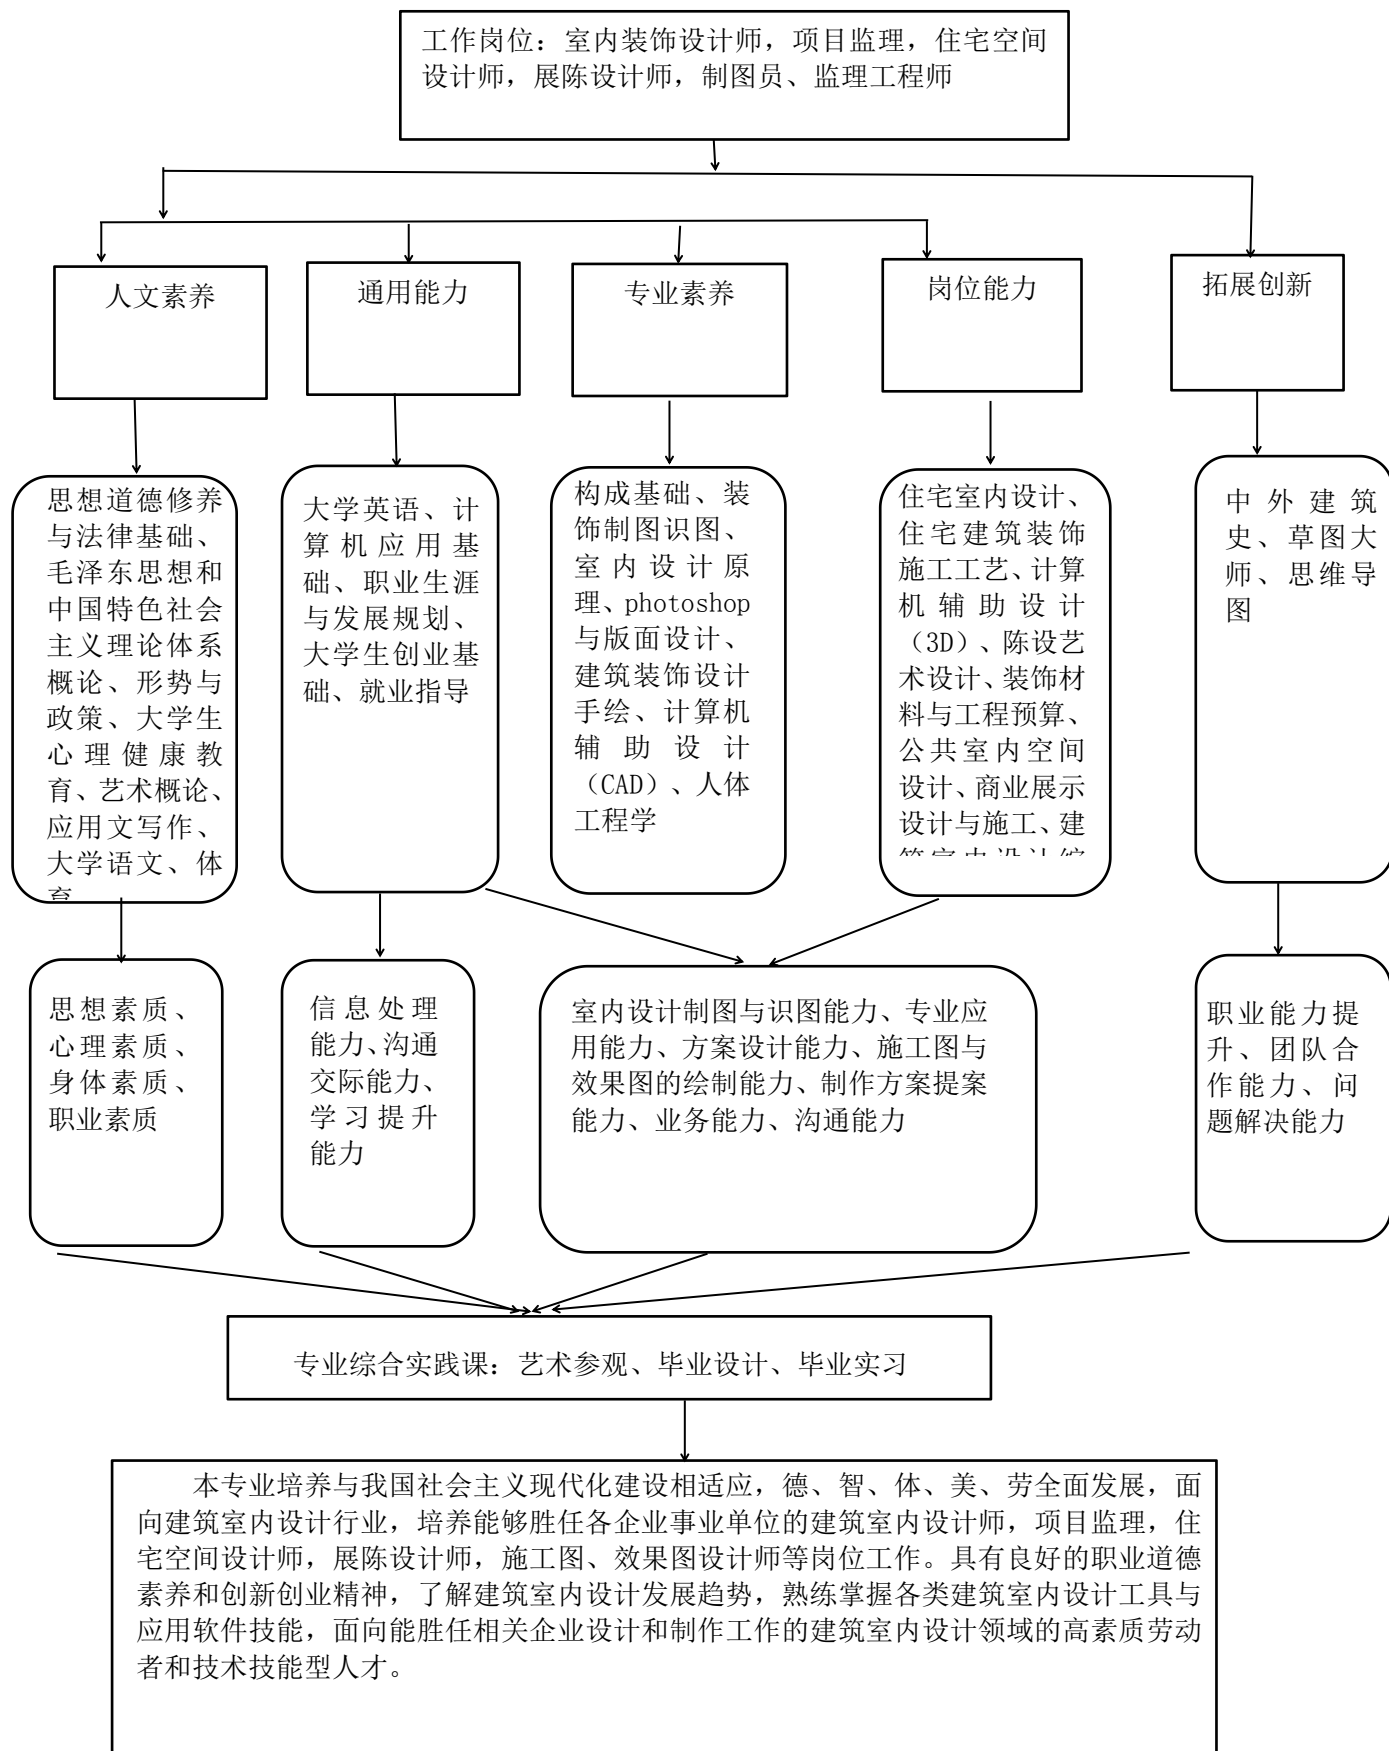 工作岗位：室内装饰设计师，项目监理，住宅空间
设计师，展陈设计师，制图员、监理工程师
人文素养
通用能力
专业素养
岗位能力
拓展创新
思想道德修养
与法律基础、
毛泽东思想和
中国特色社会
主义理论体系
概论、形势与
政策、大学生
心理健康教
育、艺术概论、
应用文写作、
大学语文、体
育
大学英语、计
算机应用基
础、职业生涯
与发展规划、
大学生创业基
础、就业指导
构成基础、装
饰制图识图、
室内设计原
理、photoshop
与版面设计、
建筑装饰设计
手绘、计算机
辅助设计
（CAD）、人体
工程学
住宅室内设计、
住宅建筑装饰
施工工艺、计算
机辅助设计
（3D）、陈设艺
术设计、装饰材
料与工程预算、
公共室内空间
设计、商业展示
设计与施工、建
筑室内设计综
中外建筑
史、草图大
师、思维导
图
思想素质、
心理素质、
身体素质、
职业素质
信息处理
能力、沟通
交际能力、
学习提升
能力
室内设计制图与识图能力、专业应
用能力、方案设计能力、施工图与
效果图的绘制能力、制作方案提案
能力、业务能力、沟通能力
职业能力提
升、团队合
作能力、问
题解决能力
专业综合实践课：艺术参观、毕业设计、毕业实习
本专业培养与我国社会主义现代化建设相适应，德、智、体、美、劳全面发展，面
向建筑室内设计行业，培养能够胜任各企业事业单位的建筑室内设计师，项目监理，住
宅空间设计师，展陈设计师，施工图、效果图设计师等岗位工作。具有良好的职业道德
素养和创新创业精神，了解建筑室内设计发展趋势，熟练掌握各类建筑室内设计工具与
应用软件技能，面向能胜任相关企业设计和制作工作的建筑室内设计领域的高素质劳动
者和技术技能型人才。